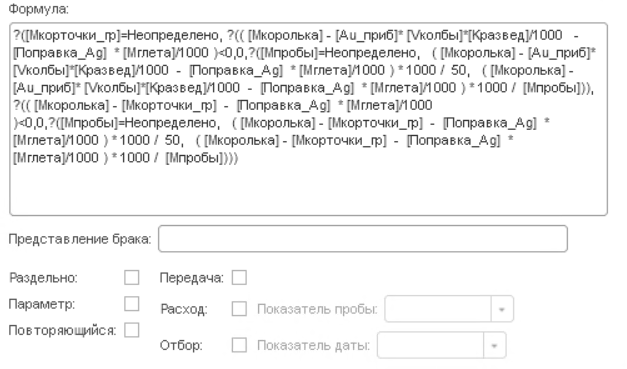 Формула:
?([Мкорточки_гр]=Неопределено, ?(( [Мкоролька] - [Au_приб]* [Vколбы]*[Кразвед]/1000 -
[Поправка_Ag] * [Мглета]/1000 )<0,0,?([Мпробы]=Неопределено, ( [Мкоролька] - [Au_приб]*
[Vколбы]*[Кразвед]/1000 - [Поправка_Ag] * [Мглета]/1000 ) * 1000 / 50, ( [Мкоролька] -
[Au_приб]* [Vколбы]*[Кразвед]/1000 - [Поправка_Ag] * [Мглета]/1000 ) * 1000 / [Мпробы])),
?(( [Мкоролька] - [Мкорточки_гр] - [Поправка_Ag] * [Мглета]/1000
)<0,0,?([Мпробы]=Неопределено, ( [Мкоролька] - [Мкорточки_гр] - [Поправка_Ag] *
[Мглета]/1000 ) * 1000 / 50, ( [Мкоролька] - [Мкорточки_гр] - [Поправка_Ag] *
[Мглета]/1000 ) * 1000 / [Мпробы])))
Представление брака:
Раздельно: Передача:
Параметр: Расход: Показатель пробы:
Повторяющийся:
Отбор: Показатель даты: